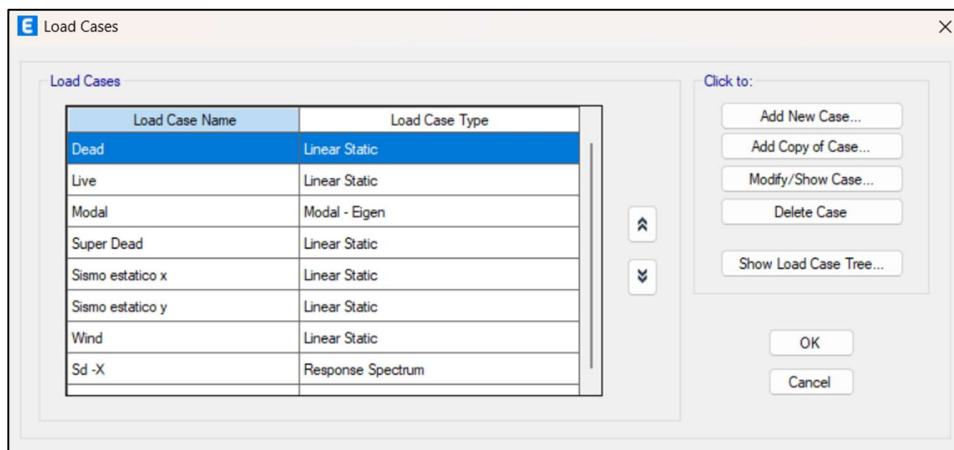 E Load Cases
Load Cases
Load Case Name Load Case Type
Dead Linear Static
Live Linear Static
Modal Modal - Eigen
Super Dead Linear Static
Sismo estatico x Linear Static
Sismo estatico y Linear Static
Wind Linear Static
Sd -X Response Spectrum
Click to:
Add New Case...
Add Copy of Case...
Modify/Show Case...
Delete Case
Show Load Case Tree...
OK
Cancel